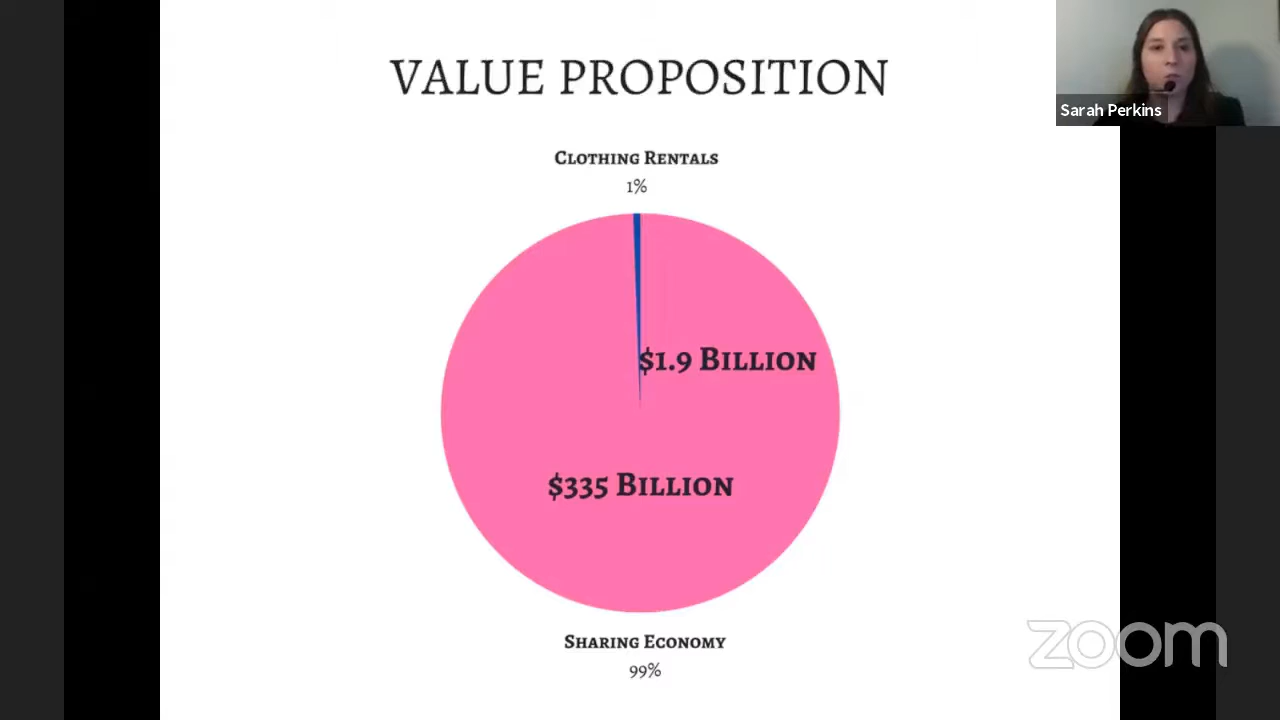 VALUE PROPOSITION
Sarah Perkins
Clothing Rentals
1%
$1.9 Billion
$335 Billion
Sharing Economy
99%
zoom